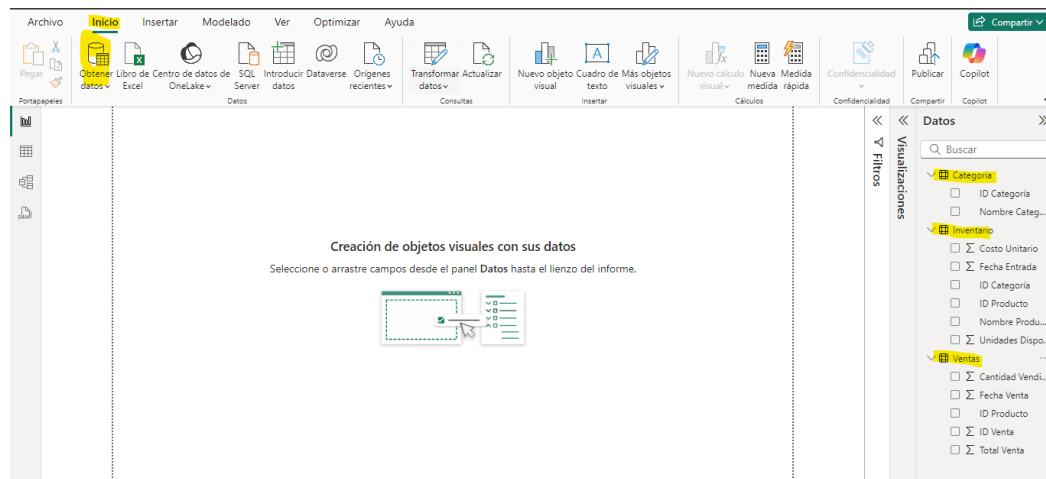 Archivo Inicio Insertar Modelado Ver Optimizar Ayuda Compartir
Pegar Obtener datos Libro de Excel Centro de datos de OneLake SQL Server Introducir datos Dataverse Orígenes recientes Transformar datos Actualizar Nuevo objeto visual Cuadro de texto Más objetos visuales Nuevo cálculo visual Nueva medida Medida rápida Confidencialidad Publicar Copilot
Portapapeles Datos Consultas Insertar Cálculos Confidencialidad Compartir Copilot
Filtros
Visualizaciones
Datos
Buscar
Categoria
ID Categoría
Nombre Categ...
Inventario
Σ Costo Unitario
Σ Fecha Entrada
ID Categoría
ID Producto
Nombre Produ...
Σ Unidades Dispo.
Ventas
Σ Cantidad Vendi..
Σ Fecha Venta
ID Producto
Σ ID Venta
Σ Total Venta
Creación de objetos visuales con sus datos
Seleccione o arrastre campos desde el panel Datos hasta el lienzo del informe.